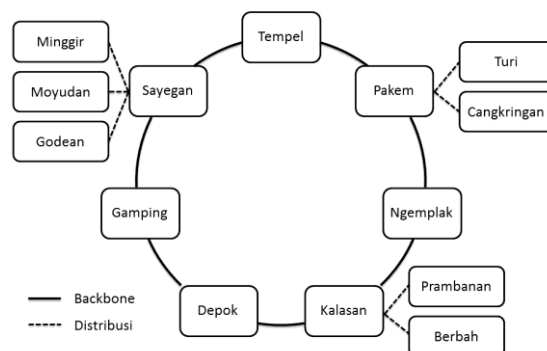 Tempel
Minggir
Turi
Sayegan
Pakem
Moyudan
Cangkringan
Godean
Gamping
Ngemplak
Prambanan
Backbone
Depok
Kalasan
Distribusi
Berbah